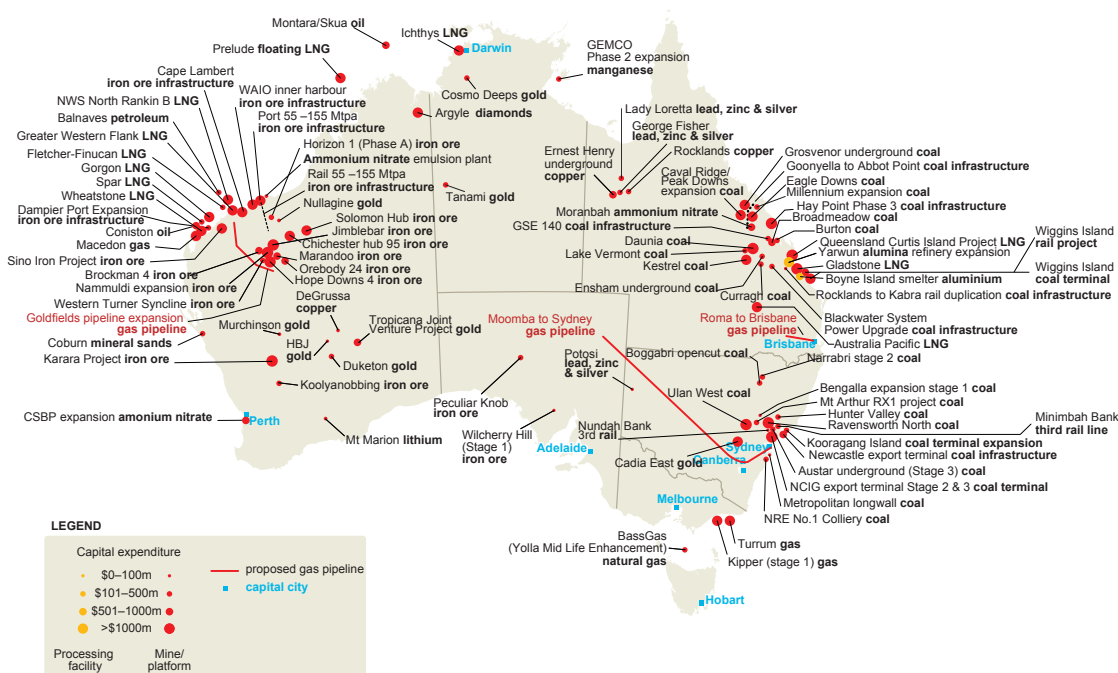 Montara/Skua oil
Ichthys LNG
Darwin
GEMCO
Phase 2 expansion
manganese
Prelude floating LNG
Cape Lambert
iron ore infrastructure
WAIO inner harbour
iron ore infrastructure
NWS North Rankin B LNG
Port 55 –155 Mtpa
iron ore infrastructure
Balnaves petroleum
Greater Western Flank LNG
Fletcher-Finucan LNG
Gorgon LNG
Spar LNG
Wheatstone LNG
Dampier Port Expansion
iron ore infrastructure
Coniston oil
Macedon gas
Sino Iron Project iron ore
Brockman 4 iron ore
Nammuldi expansion iron ore
Western Turner Syncline iron ore
Goldfields pipeline expansion
gas pipeline
Cosmo Deeps gold
Argyle diamonds
Horizon 1 (Phase A) iron ore
Ammonium nitrate emulsion plant
Rail 55 –155 Mtpa
iron ore infrastructure
Nullagine gold
Solomon Hub iron ore
Jimblebar iron ore
Chichester hub 95 iron ore
Marandoo iron ore
Orebody 24 iron ore
Hope Downs 4 iron ore
Tanami gold
DeGrussa
copper
Murchinson gold
Tropicana Joint
Venture Project gold
Coburn mineral sands
HBJ
gold
Karara Project iron ore
Duketon gold
Koolyanobbing iron ore
CSBP expansion amonium nitrate
Perth
Mt Marion lithium
Lady Loretta lead, zinc & silver
George Fisher
lead, zinc & silver
Ernest Henry
underground
copper
Rocklands copper
Caval Ridge/
Peak Downs
expansion coal
Moranbah ammonium nitrate
GSE 140 coal infrastructure
Daunia coal
Lake Vermont coal
Kestrel coal
Ensham underground coal
Curragh coal
Grosvenor underground coal
Goonyella to Abbot Point coal infrastructure
Eagle Downs coal
Millennium expansion coal
Hay Point Phase 3 coal infrastructure
Broadmeadow coal
Burton coal
Queensland Curtis Island Project LNG
Yarwun alumina refinery expansion
Gladstone LNG
Boyne Island smelter aluminium
Wiggins Island
rail project
Wiggins Island
coal terminal
Rocklands to Kabra rail duplication coal infrastructure
Blackwater System
Power Upgrade coal infrastructure
Australia Pacific LNG
Moomba to Sydney
gas pipeline
Roma to Brisbane
gas pipeline
Brisbane
Potosi
lead, zinc
& silver
Boggabri opencut coal
Narrabri stage 2 coal
Ulan West coal
Bengalla expansion stage 1 coal
Mt Arthur RX1 project coal
Hunter Valley coal
Ravensworth North coal
Minimbah Bank
third rail line
Kooragang Island coal terminal expansion
Newcastle export terminal coal infrastructure
Austar underground (Stage 3) coal
NCIG export terminal Stage 2 & 3 coal terminal
Metropolitan longwall coal
NRE No.1 Colliery coal
Peculiar Knob
iron ore
Wilcherry Hill
(Stage 1)
iron ore
Nundah Bank
3rd rail
Adelaide
Cadia East gold
Sydney
Canberra
Melbourne
BassGas
(Yolla Mid Life Enhancement)
natural gas
Turrum gas
Kipper (stage 1) gas
Hobart
LEGEND
Capital expenditure
$0–100m
$101–500m
$501–1000m
>$1000m
Processing
facility
Mine/
platform
proposed gas pipeline
capital city